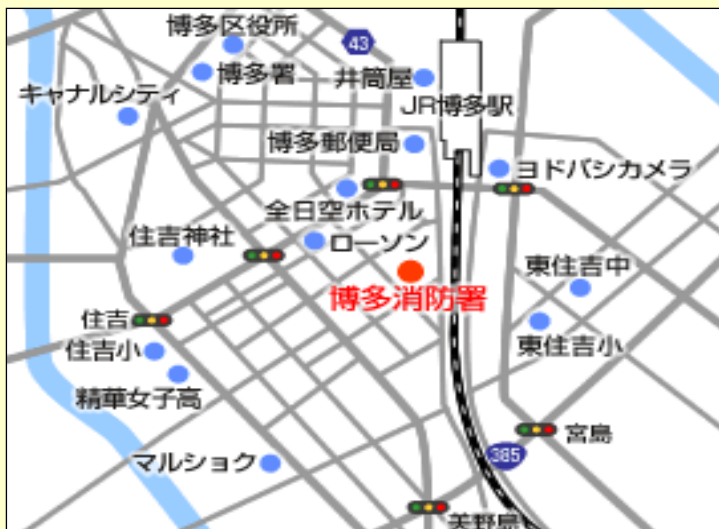 博多区役所
43
博多署
井筒屋
キャナルシティ
JR博多駅
博多郵便局
ヨドバシカメラ
全日空ホテル
住吉神社
ローソン
東住吉中
博多消防署
住吉
東住吉小
住吉小
精華女子高
宮島
マルショク
385
美野島